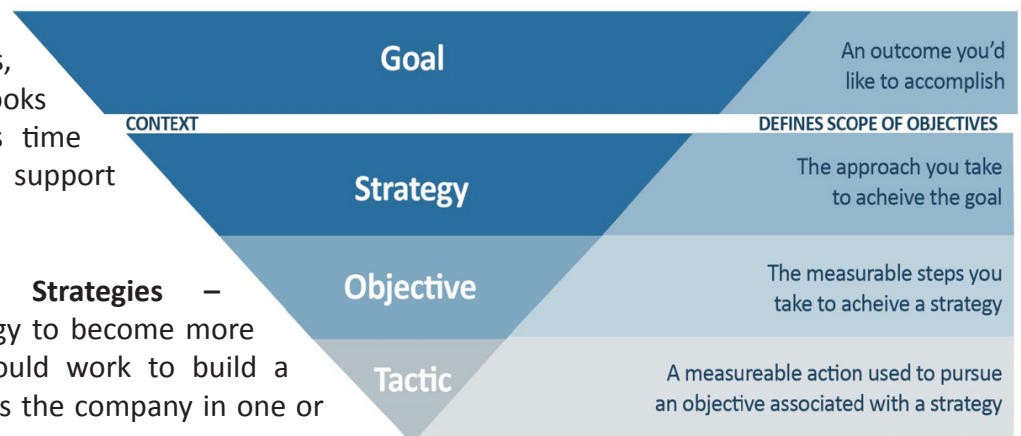 s,
ooks
s time
support
Strategies –
gy to become more
ould work to build a
s the company in one or
Goal
An outcome you'd
like to accomplish
CONTEXT
DEFINES SCOPE OF OBJECTIVES
Strategy
The approach you take
to acheive the goal
Objective
The measurable steps you
take to acheive a strategy
Tactic
A measureable action used to pursue
an objective associated with a strategy